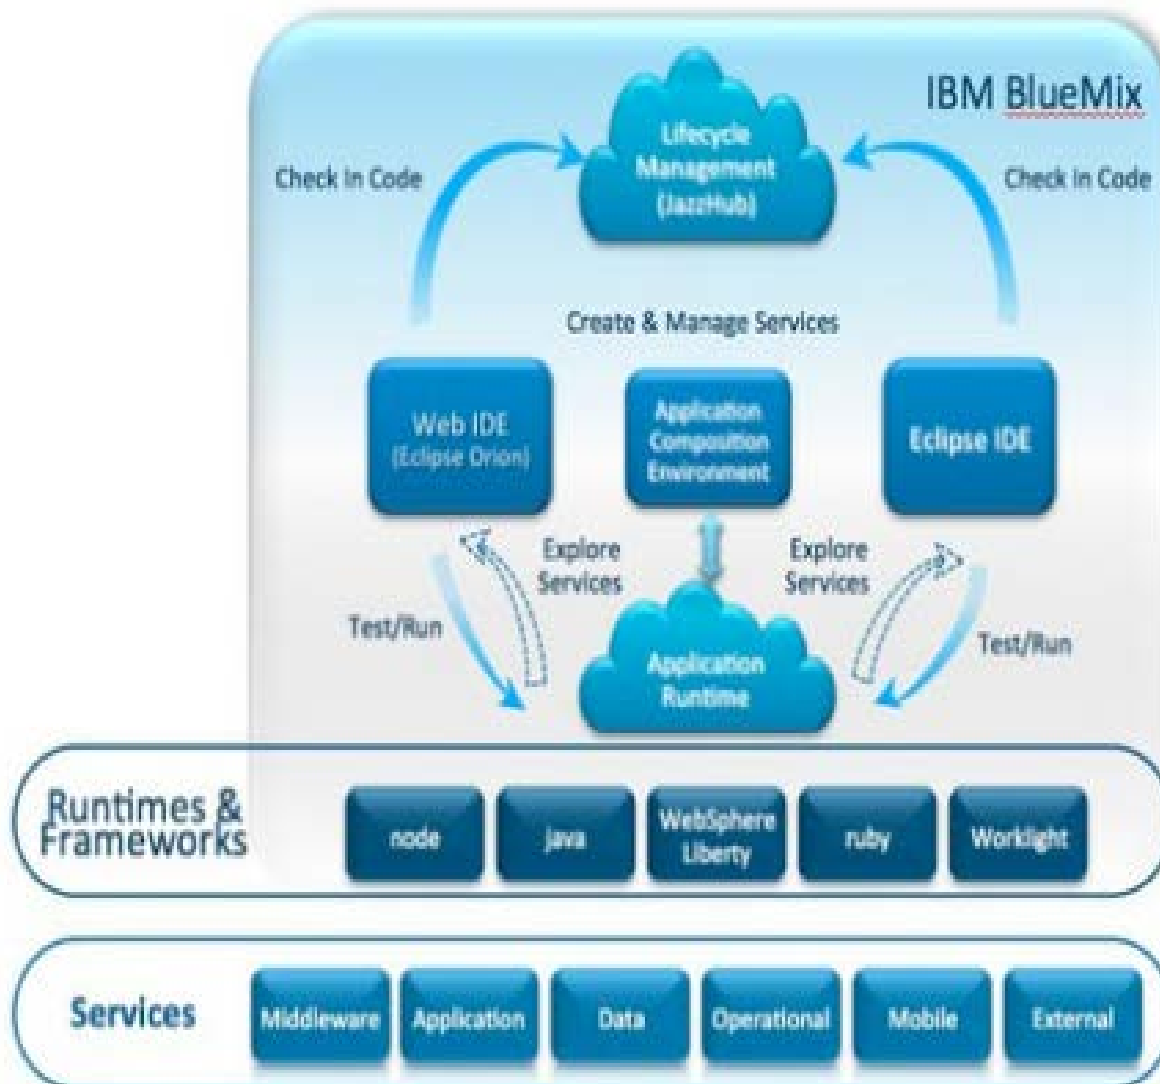 IBM BlueMix
Lifecycle
Management
(JazzHub)
Check In Code
Check In Code
Create & Manage Services
Web IDE
(Eclipse Orion)
Application
Composition
Environment
Eclipse IDE
Explore
Services
Explore
Services
Test/Run
Test/Run
Application
Runtime
Runtimes &
Frameworks
node
java
WebSphere
Liberty
ruby
Worklight
Services
Middleware
Application
Data
Operational
Mobile
External